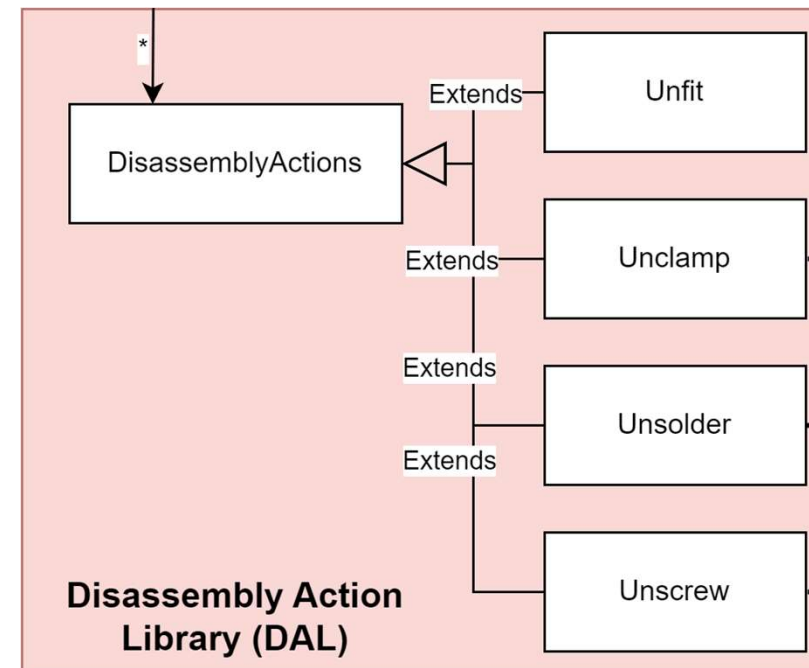 *
Extends
Unfit
DisassemblyActions
Extends
Unclamp
Extends
Unsolder
Extends
Unscrew
Disassembly Action
Library (DAL)